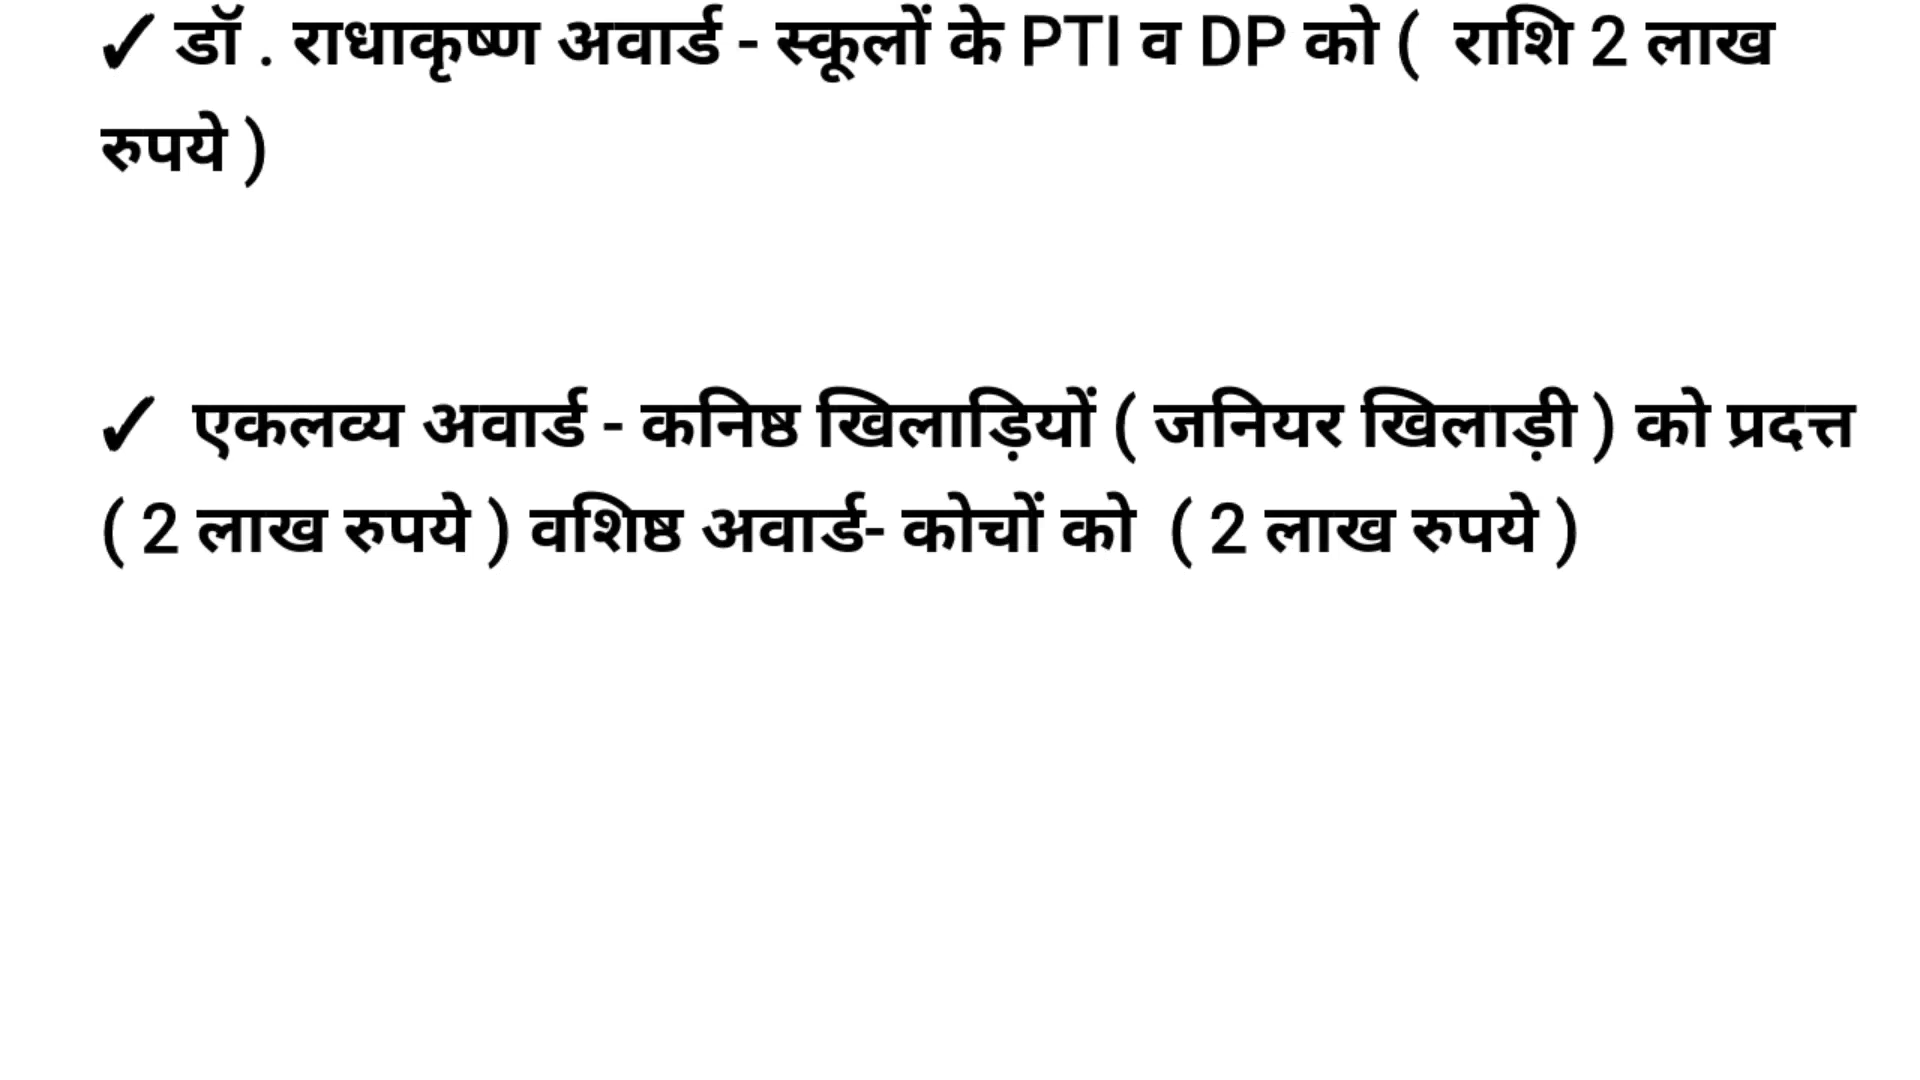 ✓ डॉ . राधाकृष्ण अवार्ड - स्कूलों के PTI व DP को ( राशि 2 लाख
रुपये )
✓ एकलव्य अवार्ड - कनिष्ठ खिलाड़ियों ( जनियर खिलाड़ी ) को प्रदत्त
( 2 लाख रुपये ) वशिष्ठ अवार्ड- कोचों को ( 2 लाख रुपये )